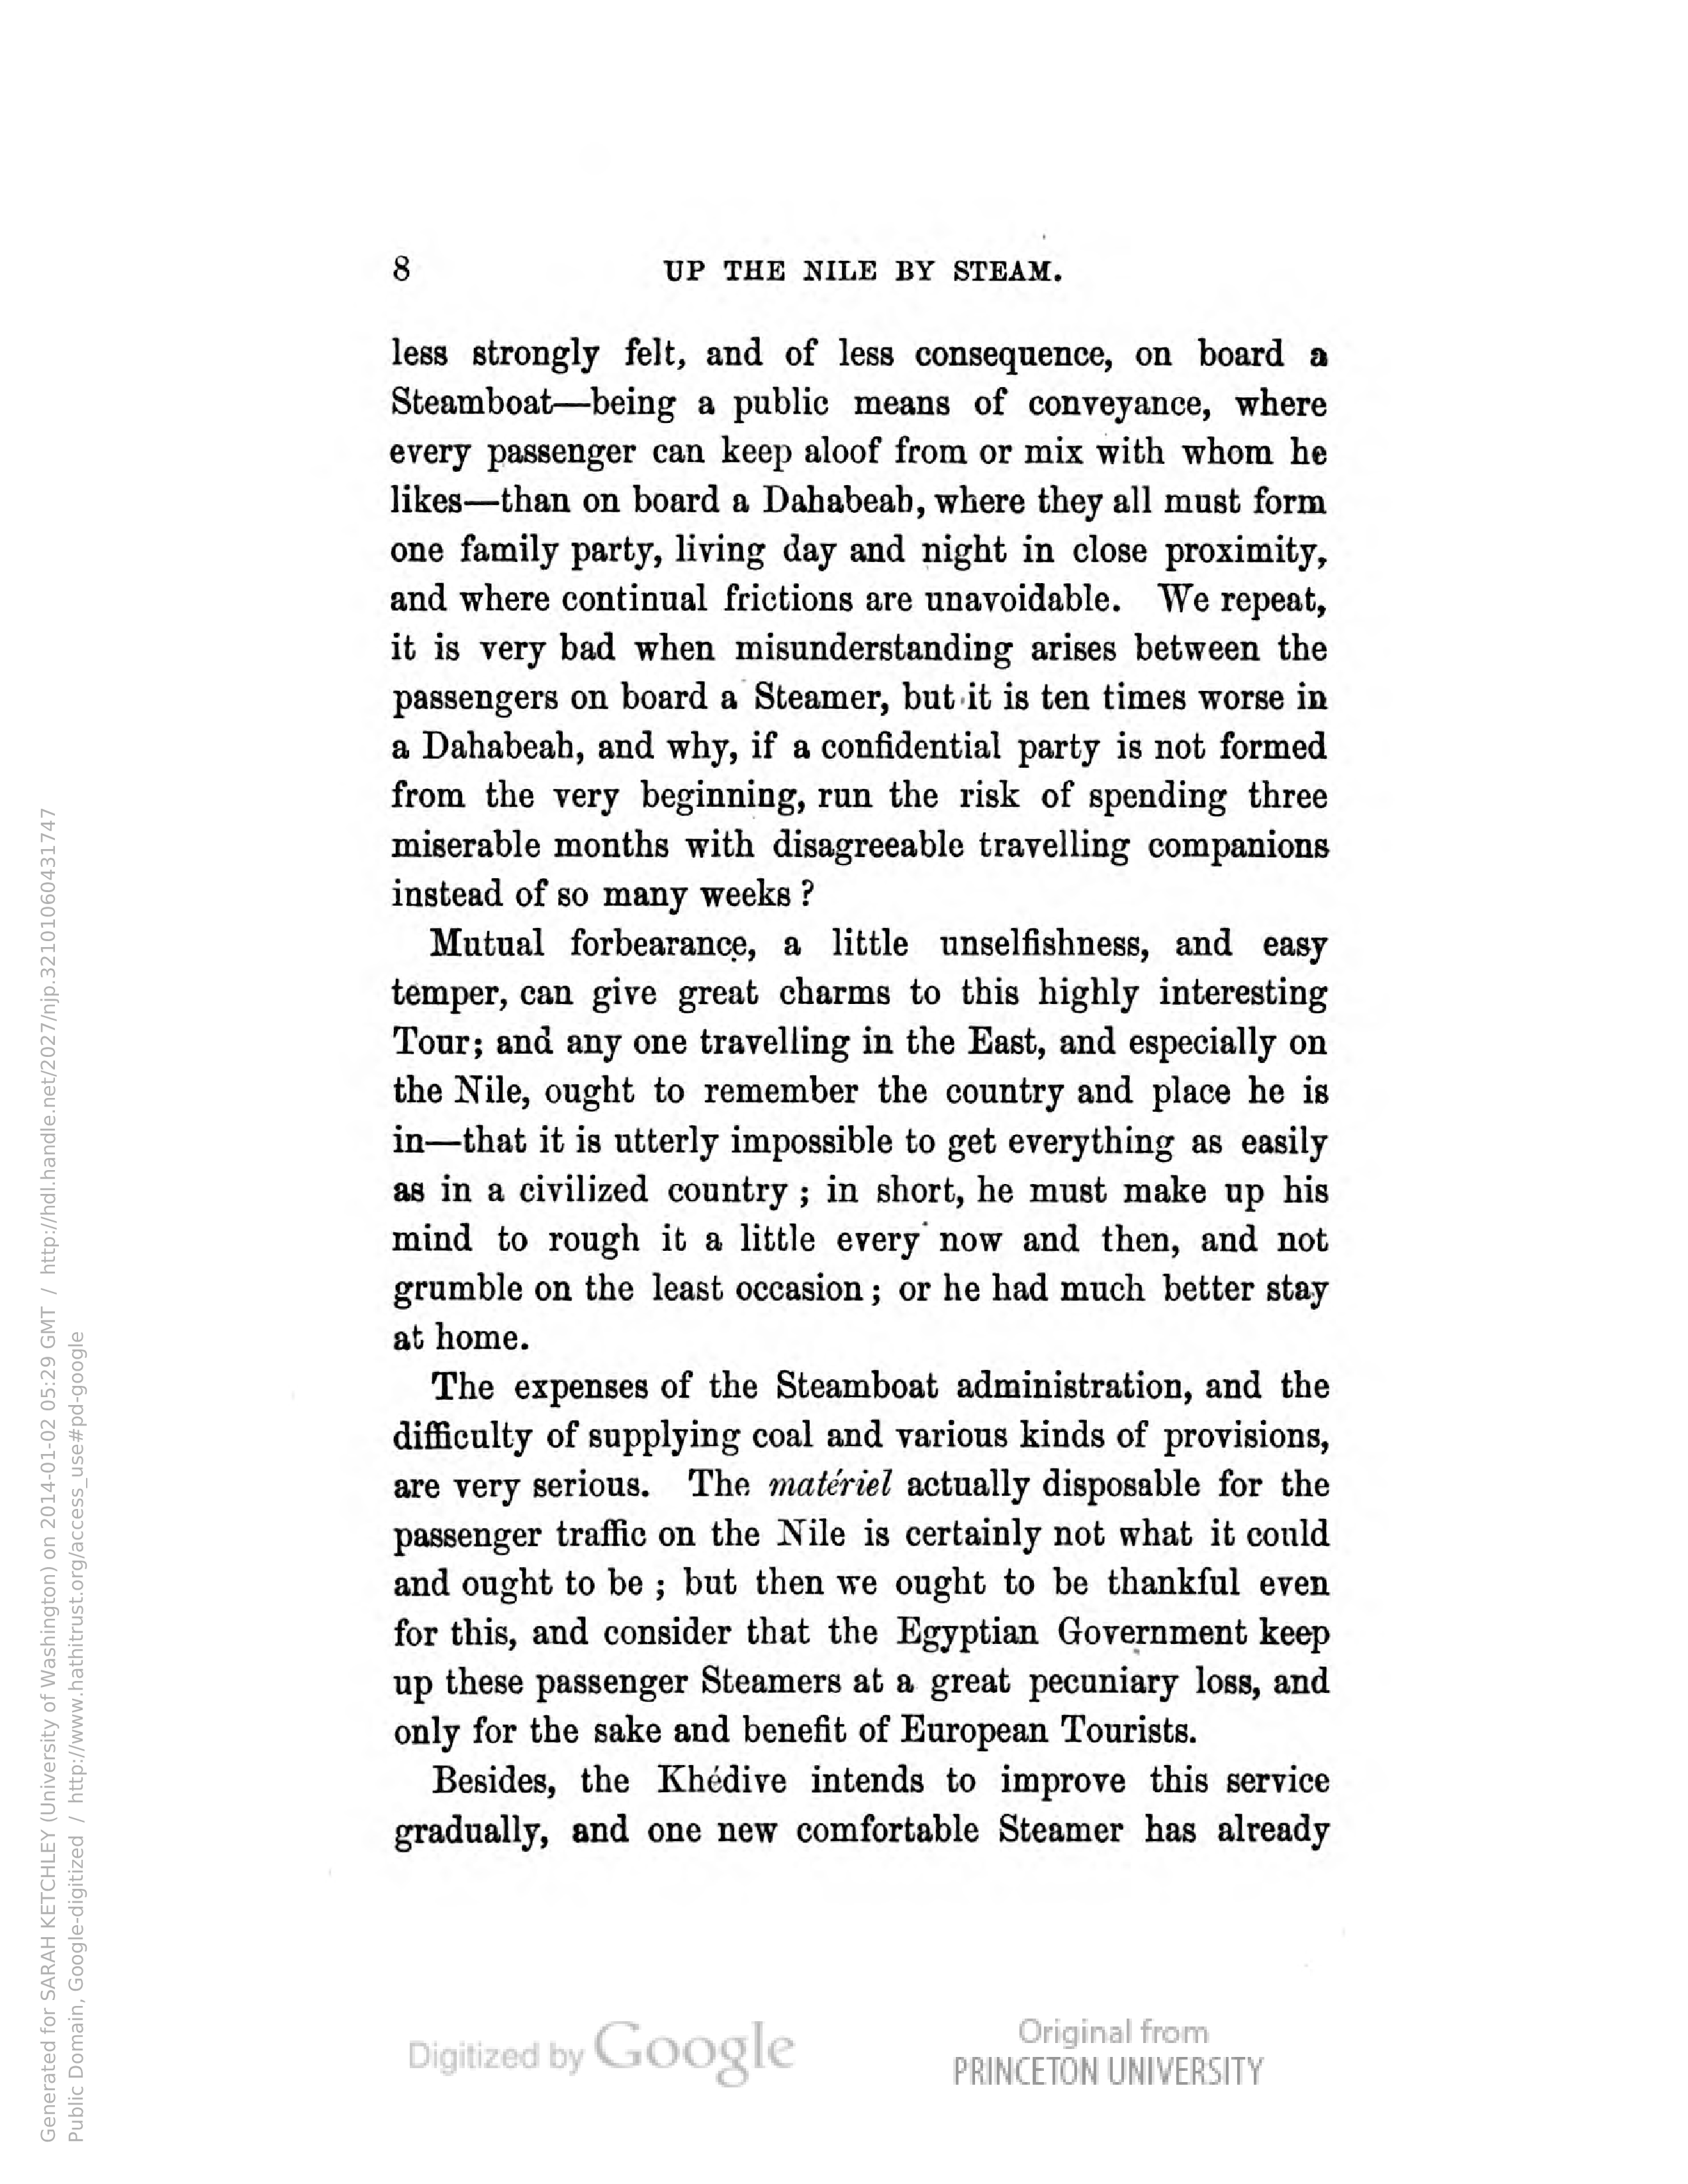 8 UP THE NILE BY STEAM.
less strongly felt, and of less consequence, on board a
Steamboat—being a public means of conveyance, where
every passenger can keep aloof from or mix with whom he
likes—than on board a Dahabeah, where they all must form
one family party, living day and night in close proximity,
and where continual frictions are unavoidable. We repeat,
it is very bad when misunderstanding arises between the
passengers on board a Steamer, but it is ten times worse in
a Dahabeah, and why, if a confidential party is not formed
from the very beginning, run the risk of spending three
miserable months with disagreeable travelling companions
instead of so many weeks ?
Mutual forbearance, a little unselfishness, and easy
temper, can give great charms to this highly interesting
Tour; and any one travelling in the East, and especially on
the Nile, ought to remember the country and place he is
in—that it is utterly impossible to get everything as easily
as in a civilized country ; in short, he must make up his
mind to rough it a little every now and then, and not
grumble on the least occasion ; or he had much better stay
at home.
The expenses of the Steamboat administration, and the
difficulty of supplying coal and various kinds of provisions,
are very serious. The matériel actually disposable for the
passenger traffic on the Nile is certainly not what it could
and ought to be ; but then we ought to be thankful even
for this, and consider that the Egyptian Government keep
up these passenger Steamers at a great pecuniary loss, and
only for the sake and benefit of European Tourists.
Besides, the Khédive intends to improve this service
gradually, and one new comfortable Steamer has already
Digitized by Google
Original from
PRINCETON UNIVERSITY
Generated for SARAH KETCHLEY (University of Washington) on 2014-01-02 05:29 GMT / http://hdl.handle.net/2027/njp.32101060431747
Public Domain, Google-digitized / http://www.hathitrust.org/access_use#pd-google